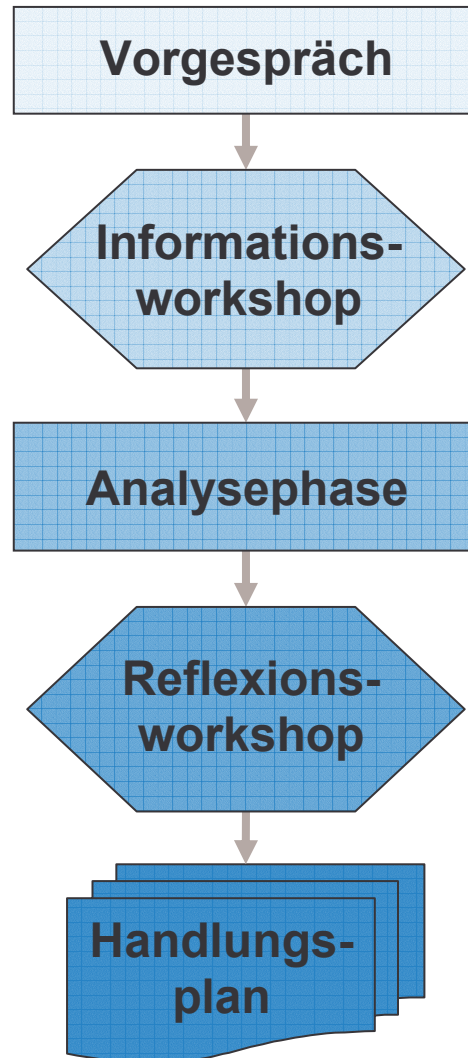 Vorgespräch
Informations-
workshop
Analysephase
Reflexions-
workshop
Handlungs-
plan